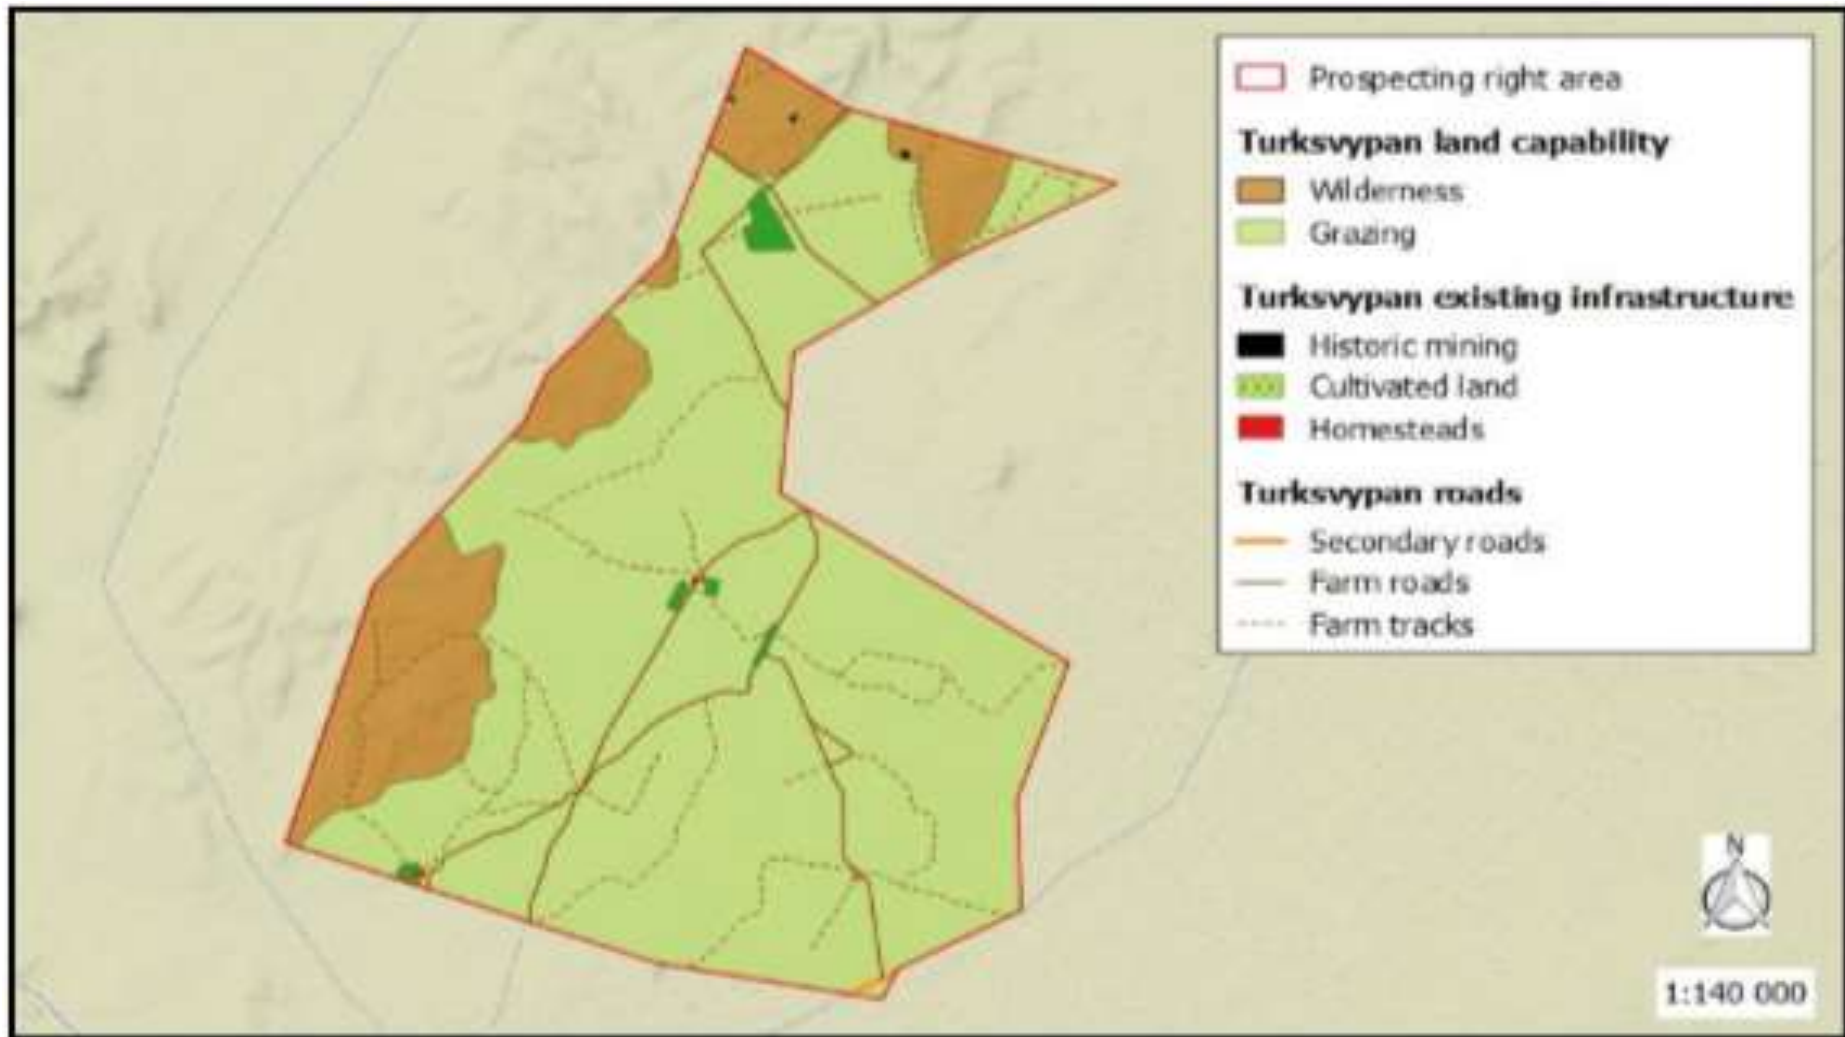 Prospecting right area
Turksvypan land capability
Wilderness
Grazing
Turksvypan existing infrastructure
Historic mining
Cultivated land
Homesteads
Turksvypan roads
Secondary roads
Farm roads
Farm tracks
N
1:140 000